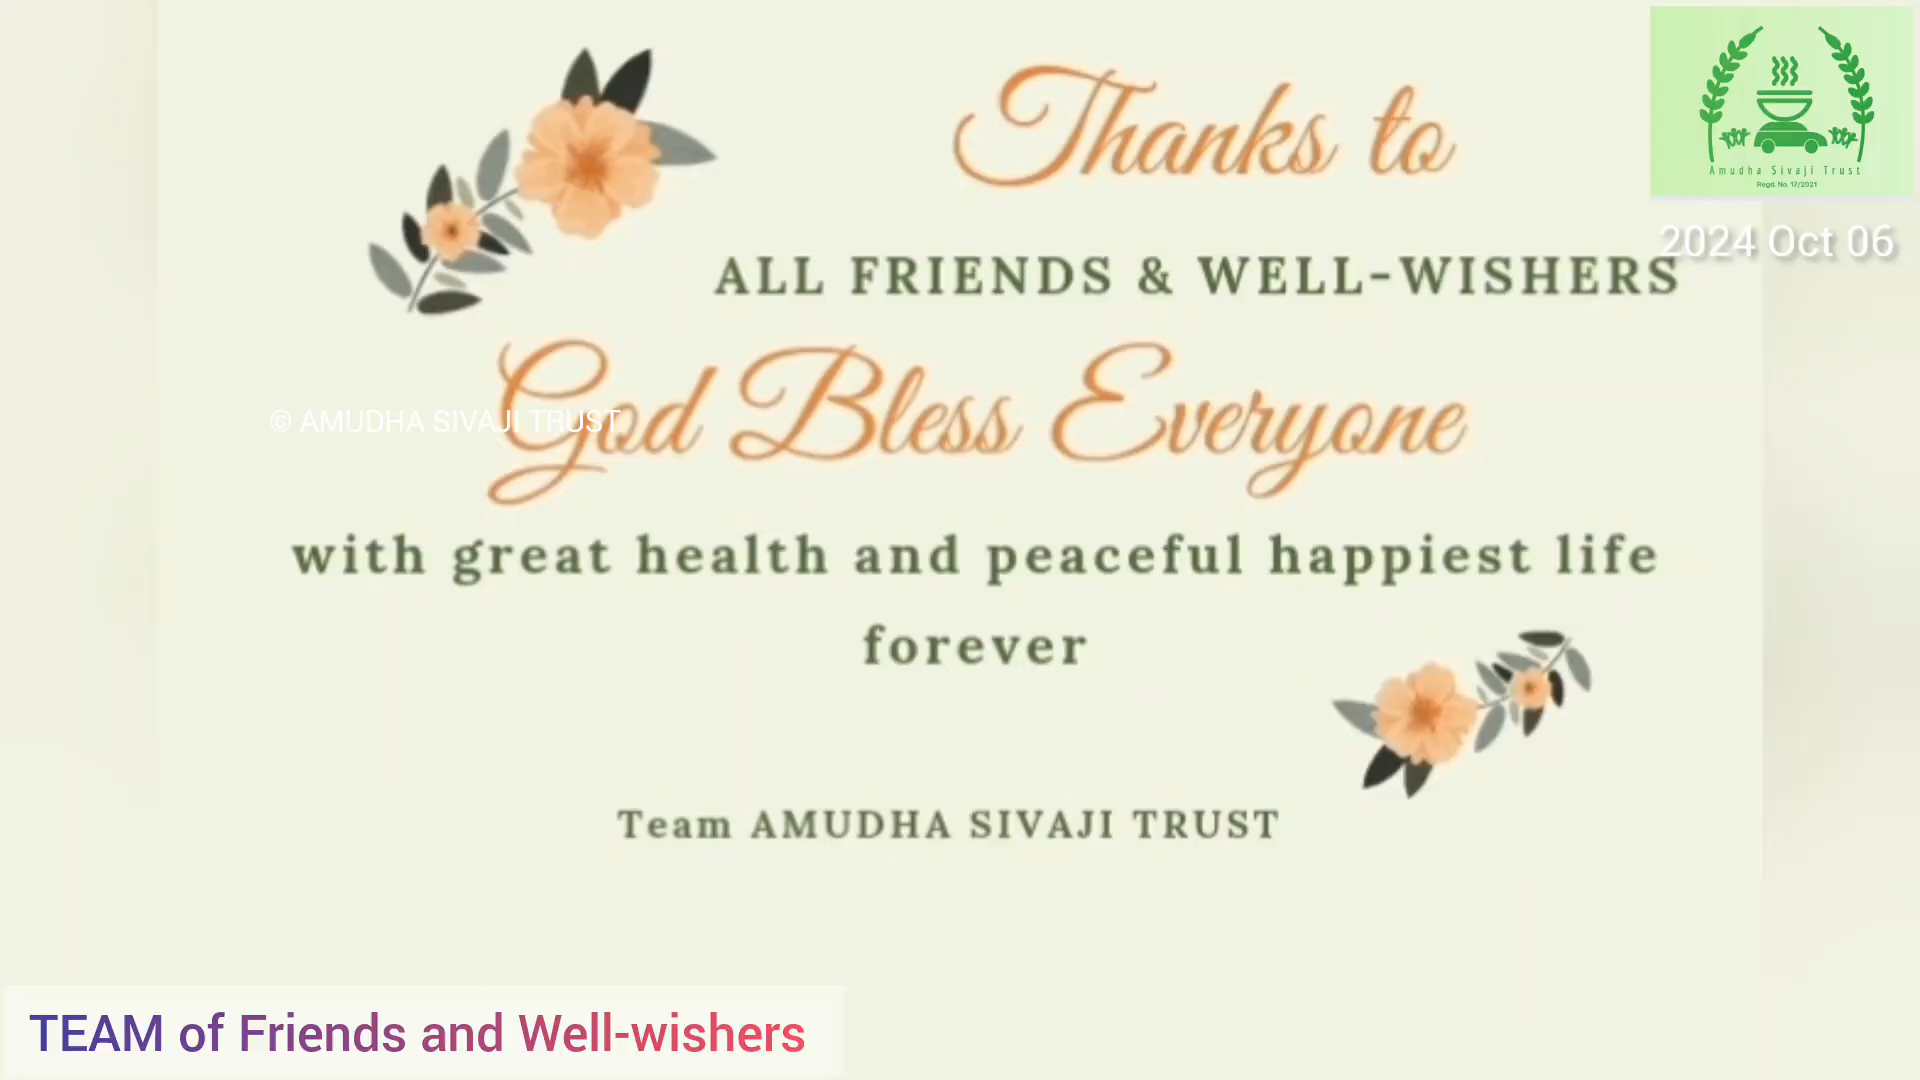 Thanks to
Amudha Sivaji Trust
Regd. No. 17/2021
2024 Oct 06
ALL FRIENDS & WELL-WISHERS
God Bless Everyone
© AMUDHA SIVAJI TRUST
with great health and peaceful happiest life
forever
Team AMUDHA SIVAJI TRUST
TEAM of Friends and Well-wishers